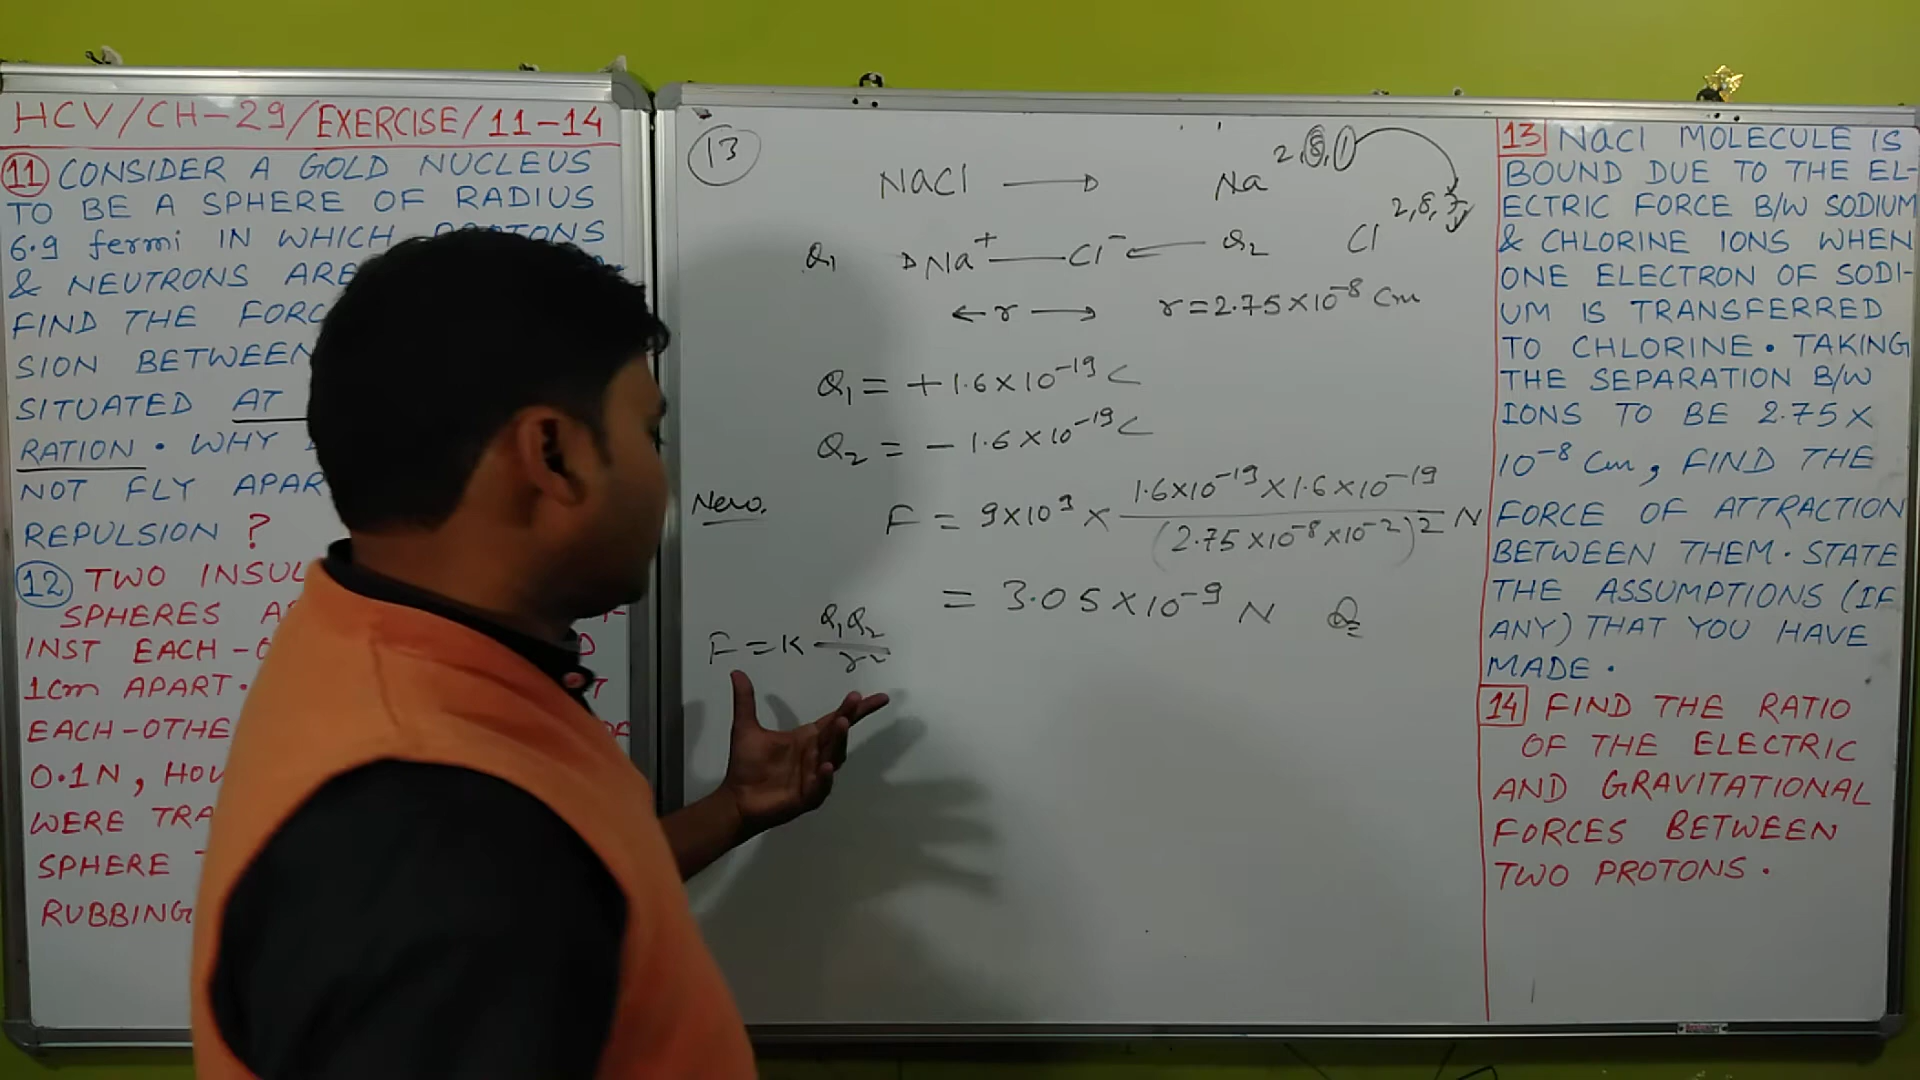 HCV/CH-29/EXERCISE/11-14
11 CONSIDER A GOLD NUCLEUS
TO BE A SPHERE OF RADIUS
6.9 fermi IN WHICH PROTONS
& NEUTRONS ARE
FIND THE FORC
SION BETWEEN
SITUATED AT
RATION. WHY
NOT FLY APAR
REPULSION ?
12 TWO INSUL
SPHERES
INST EACH-O
1cm APART.
EACH-OTHE
0.1N, HOW
WERE TRA
SPHERE
RUBBING
13
NaCl → Na 2,8,1
Q1 Na+ — Cl- Q2 Cl 2,8,7
← r → r = 2.75×10-8 cm
Q1 = +1.6×10-19 C
Q2 = -1.6×10-19 C
F = 9×10⁹ × 1.6×10-19×1.6×10-19 / (2.75×10-8×10-2)2 N
= 3.05×10-9 N
F = K Q1Q2 / r2
13 NaCl MOLECULE IS
BOUND DUE TO THE EL-
ECTRIC FORCE B/W SODIUM
& CHLORINE IONS WHEN
ONE ELECTRON OF SODI-
UM IS TRANSFERRED
TO CHLORINE. TAKING
THE SEPARATION B/W
IONS TO BE 2.75×
10-8 cm, FIND THE
FORCE OF ATTRACTION
BETWEEN THEM. STATE
THE ASSUMPTIONS (IF
ANY) THAT YOU HAVE
MADE.
14 FIND THE RATIO
OF THE ELECTRIC
AND GRAVITATIONAL
FORCES BETWEEN
TWO PROTONS.